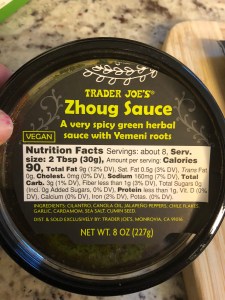 TRADER JOE'S®
Zhoug Sauce
A very spicy green herbal
sauce with Yemeni roots
VEGAN
Nutrition Facts Servings: about 8, Serv.
size: 2 Tbsp (30g), Amount per serving: Calories
90, Total Fat 9g (12% DV), Sat. Fat 0.5g (3% DV), Trans Fat
0g, Cholest. 0mg (0% DV), Sodium 160mg (7% DV), Total
Carb. 3g (1% DV), Fiber less than 1g (3% DV), Total Sugars 0g
(Incl. 0g Added Sugars, 0% DV), Protein less than 1g, Vit. D (0%
DV), Calcium (0% DV), Iron (2% DV), Potas. (0% DV).
INGREDIENTS: CILANTRO, CANOLA OIL, JALAPENO PEPPERS, CHILE FLAKES,
GARLIC, CARDAMOM, SEA SALT, CUMIN SEED.
DIST. & SOLD EXCLUSIVELY BY: TRADER JOE'S, MONROVIA, CA 91016
NET WT. 8 OZ (227g)